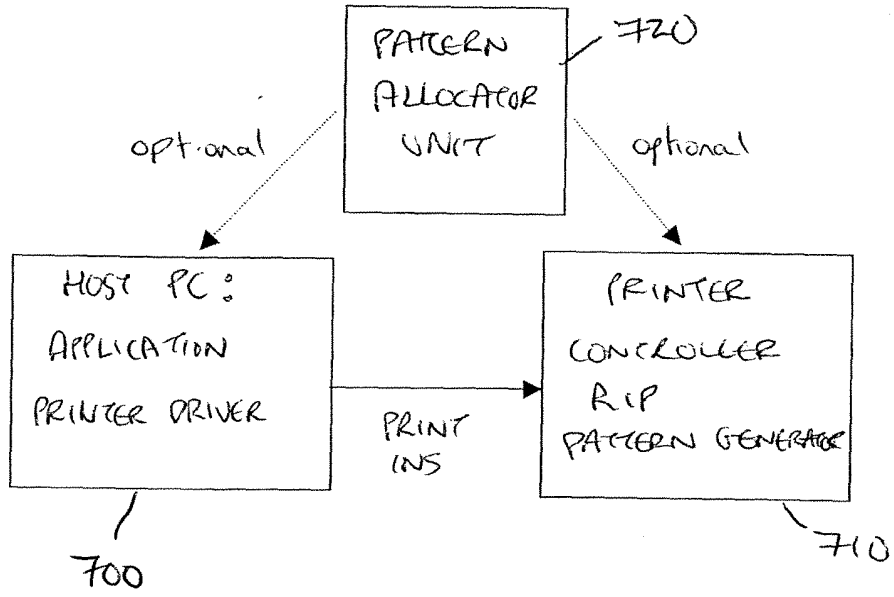 PATTERN
ALLOCATOR
UNIT
720
optional
optional
HOST PC:
APPLICATION
PRINTER DRIVER
700
PRINT
INS
PRINTER
CONTROLLER
RIP
PATTERN GENERATOR
710